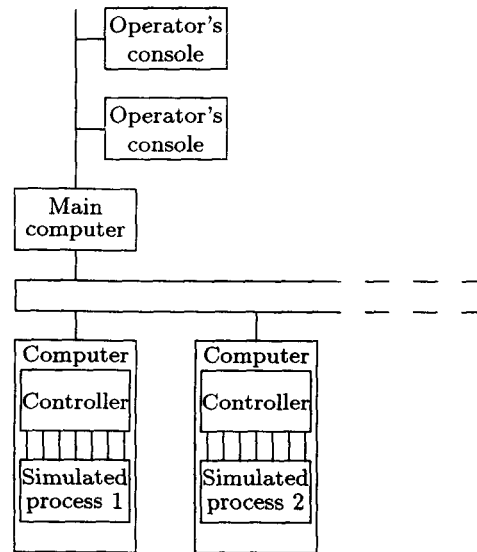 Operator's
console
Operator's
console
Main
computer
Computer
Controller
Simulated
process 1
Computer
Controller
Simulated
process 2